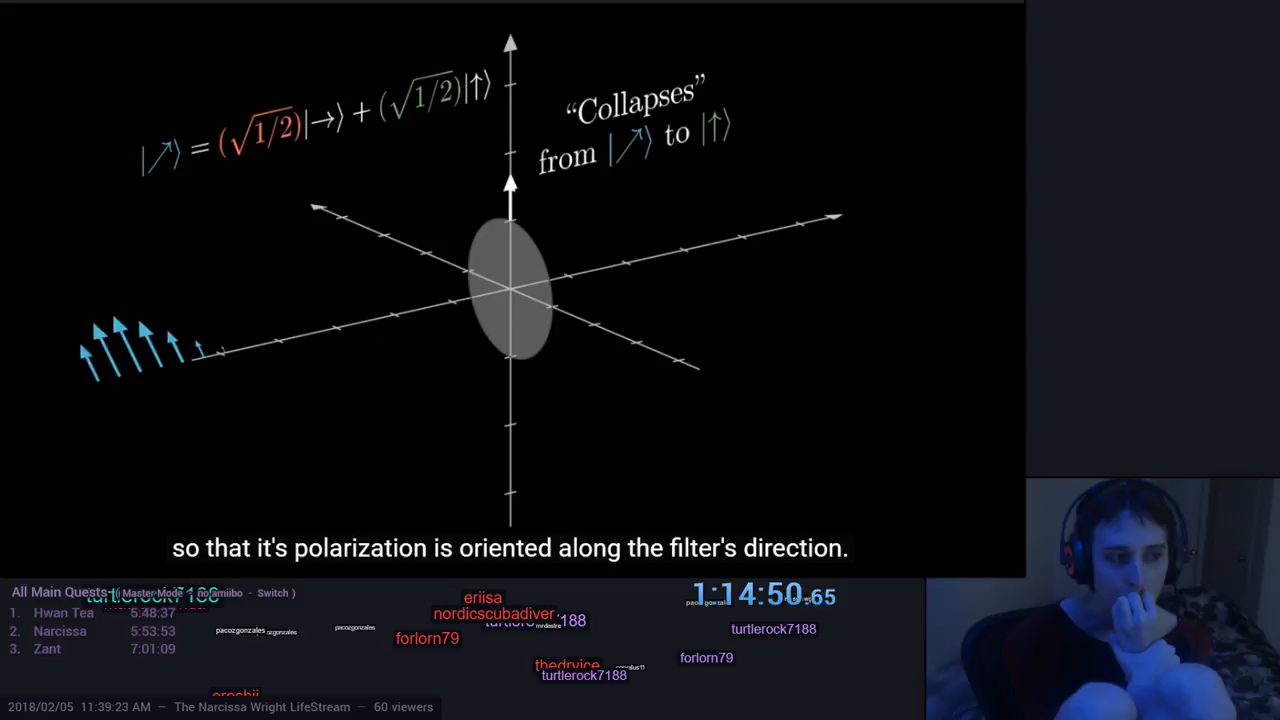 |↗⟩ = (√1/2)|→⟩ + (√1/2)|↑⟩
“Collapses”
from |↗⟩ to |↑⟩
so that it's polarization is oriented along the filter's direction.
All Main Quests ( Master Mode - no amiibo - Switch )
turtlerock7188
1. Hwan Tea 5:48:37
2. Narcissa 5:53:53
3. Zant 7:01:09
pacozgonzales
pacozgonzales
eriisa
nordicscubadiver
forlorn79
thedrvice
turtlerock7188
1:14:50.65
turtlerock7188
forlorn79
2018/02/05 11:39:23 AM — The Narcissa Wright LifeStream — 60 viewers